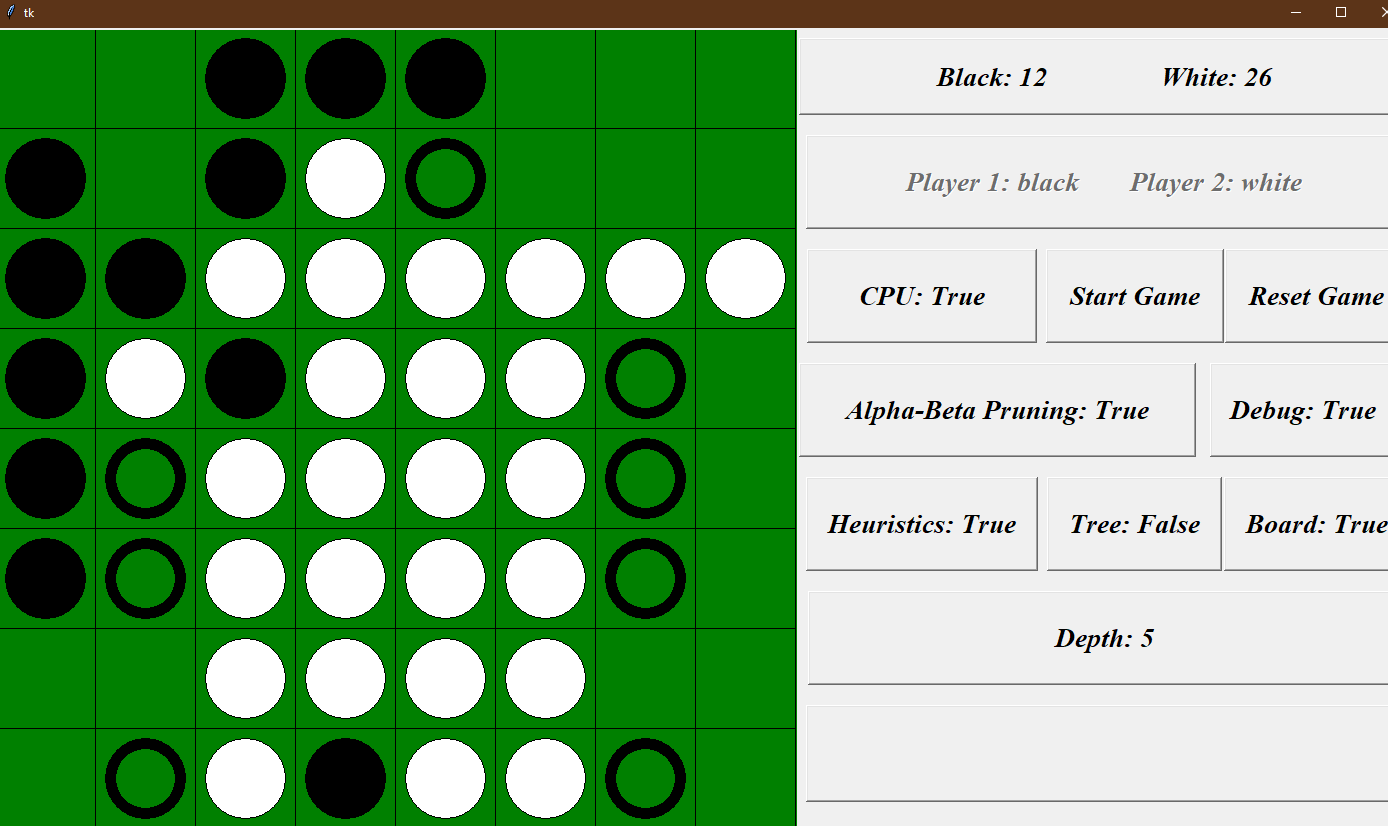 tk
Black: 12 White: 26
Player 1: black Player 2: white
CPU: True Start Game Reset Game
Alpha-Beta Pruning: True Debug: True
Heuristics: True Tree: False Board: True
Depth: 5